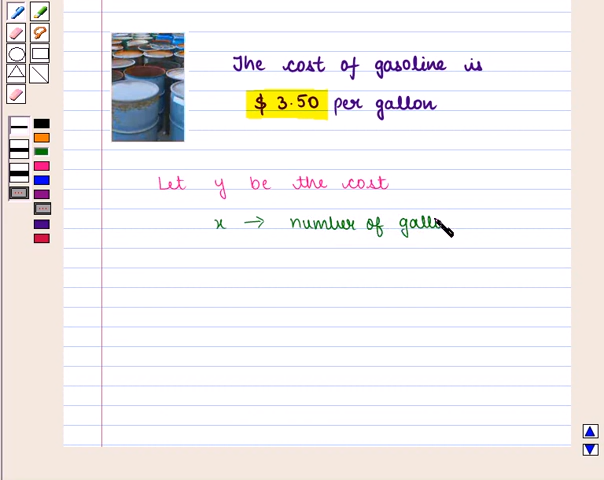 The cost of gasoline is
$ 3.50 per gallon
Let y be the cost
x → number of